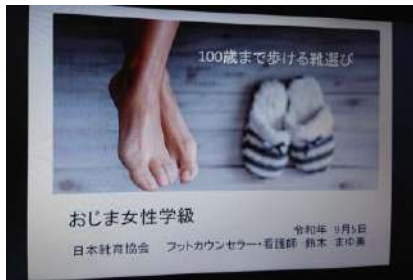 100歳まで歩ける靴選び
おじま女性学級
令和年 9月5日
日本靴育協会 フットカウンセラー・看護師 鈴木 まゆ美